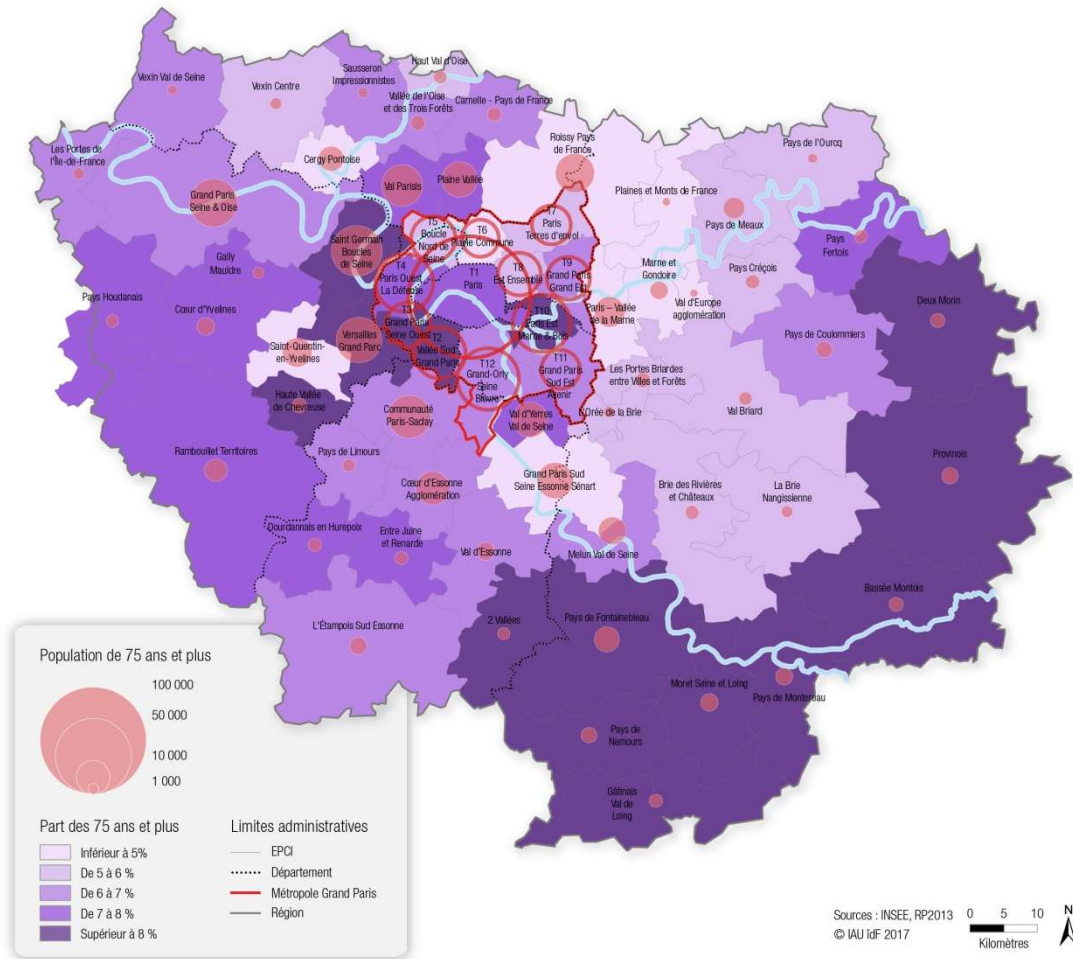 Vexin Val de Seine
Vexin Centre
Sausseron
Impressionnistes
Haut Val d'Oise
Vallée de l'Oise
et des Trois Forêts
Carnelle - Pays de France
Les Portes de
l'Île-de-France
Cergy Pontoise
Roissy Pays
de France
Pays de l'Ourcq
Grand Paris
Seine & Oise
Val Parisis
Plaine Vallée
Plaines et Monts de France
Pays de Meaux
Saint Germain
Boucles
de Seine
T5
Boucle
Nord de
Seine
T6
Plaine Commune
T7
Paris
Terres d'envol
Pays
Fertois
Gally
Mauldre
T4
Paris Ouest
La Défense
T1
Paris
T8
Est Ensemble
T9
Grand Paris
Grand Est
Marne et
Gondoire
Pays Créçois
Val d'Europe
agglomération
Pays Houdanais
Cœur d'Yvelines
T3
Grand Paris
Seine Ouest
T10
Paris Est
Marne & Bois
Paris – Vallée
de la Marne
Deux Morin
Versailles
Grand Parc
T2
Vallée Sud
Grand Paris
Pays de Coulommiers
Saint-Quentin-
en-Yvelines
T12
Grand-Orly
Seine
Bièvre
T11
Grand Paris
Sud Est
Avenir
Les Portes Briardes
entre Villes et Forêts
Haute Vallée
de Chevreuse
Communauté
Paris-Saclay
Val d'Yerres
Val de Seine
L'Orée de la Brie
Val Briard
Rambouillet Territoires
Pays de Limours
Provinois
Cœur d'Essonne
Agglomération
Grand Paris Sud
Seine Essonne Sénart
Brie des Rivières
et Châteaux
La Brie
Nangissienne
Dourdannais en Hurepoix
Entre Juine
et Renarde
Val d'Essonne
Melun Val de Seine
L'Étampois Sud Essonne
2 Vallées
Pays de Fontainebleau
Bassée Montois
Moret Seine et Loing
Pays de Montereau
Pays de
Nemours
Gâtinais
Val de
Loing
Population de 75 ans et plus
100 000
50 000
10 000
1 000
Part des 75 ans et plus
Inférieur à 5%
De 5 à 6 %
De 6 à 7 %
De 7 à 8 %
Supérieur à 8 %
Limites administratives
EPCI
Département
Métropole Grand Paris
Région
Sources : INSEE, RP2013
© IAU îdF 2017
0 5 10
Kilomètres
N